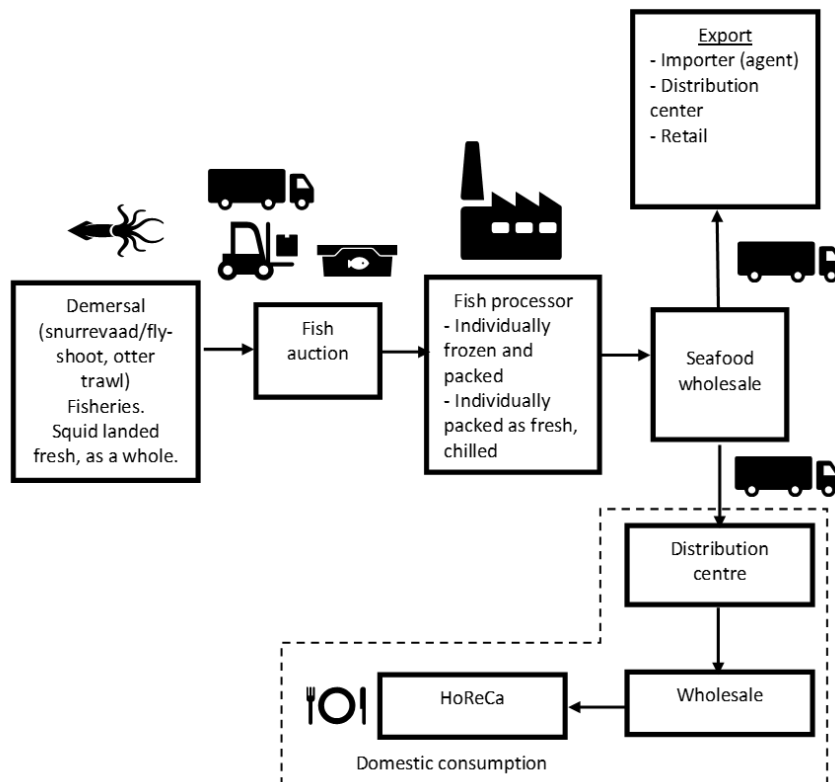 Demersal
(snurrevaad/fly-
shoot, otter
trawl)
Fisheries.
Squid landed
fresh, as a whole.
Fish
auction
Fish processor
- Individually
frozen and
packed
- Individually
packed as fresh,
chilled
Seafood
wholesale
Export
- Importer (agent)
- Distribution
center
- Retail
Distribution
centre
Wholesale
HoReCa
Domestic consumption